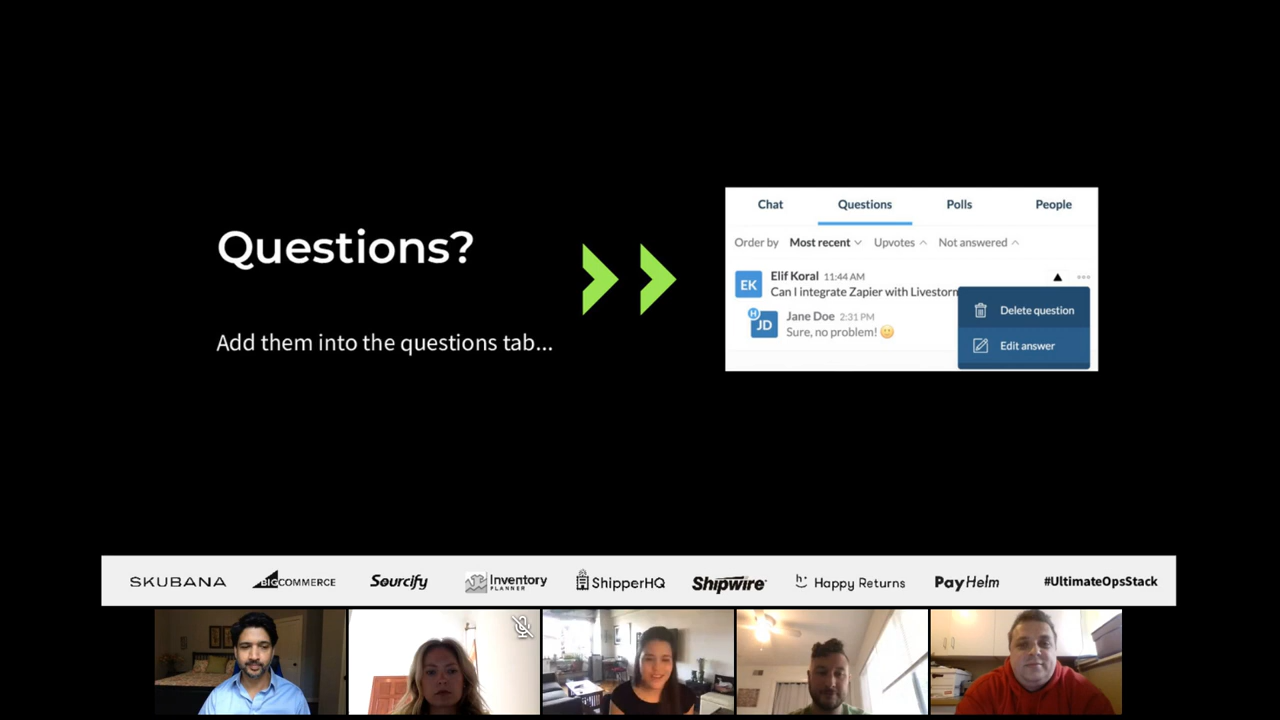 Questions?
Add them into the questions tab...
Chat Questions Polls People
Order by Most recent Upvotes Not answered
EK Elif Koral 11:44 AM
Can I integrate Zapier with Livestorm
H JD Jane Doe 2:31 PM
Sure, no problem!
Delete question
Edit answer
SKUBANA BIGCOMMERCE Sourcify Inventory PLANNER ShipperHQ Shipwire Happy Returns PayHelm #UltimateOpsStack